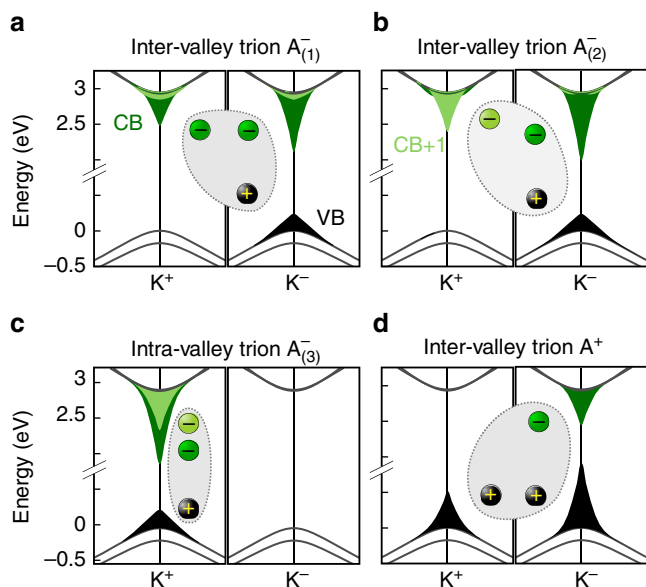 a
Inter-valley trion A⁻₍₁₎
b
Inter-valley trion A⁻₍₂₎
Energy (eV)
3
2.5
0
−0.5
CB
VB
CB+1
− − +
− − +
K⁺ K⁻ K⁺ K⁻
c
Intra-valley trion A⁻₍₃₎
d
Inter-valley trion A⁺
Energy (eV)
3
2.5
0
−0.5
−
−
+
−
+ +
K⁺ K⁻ K⁺ K⁻